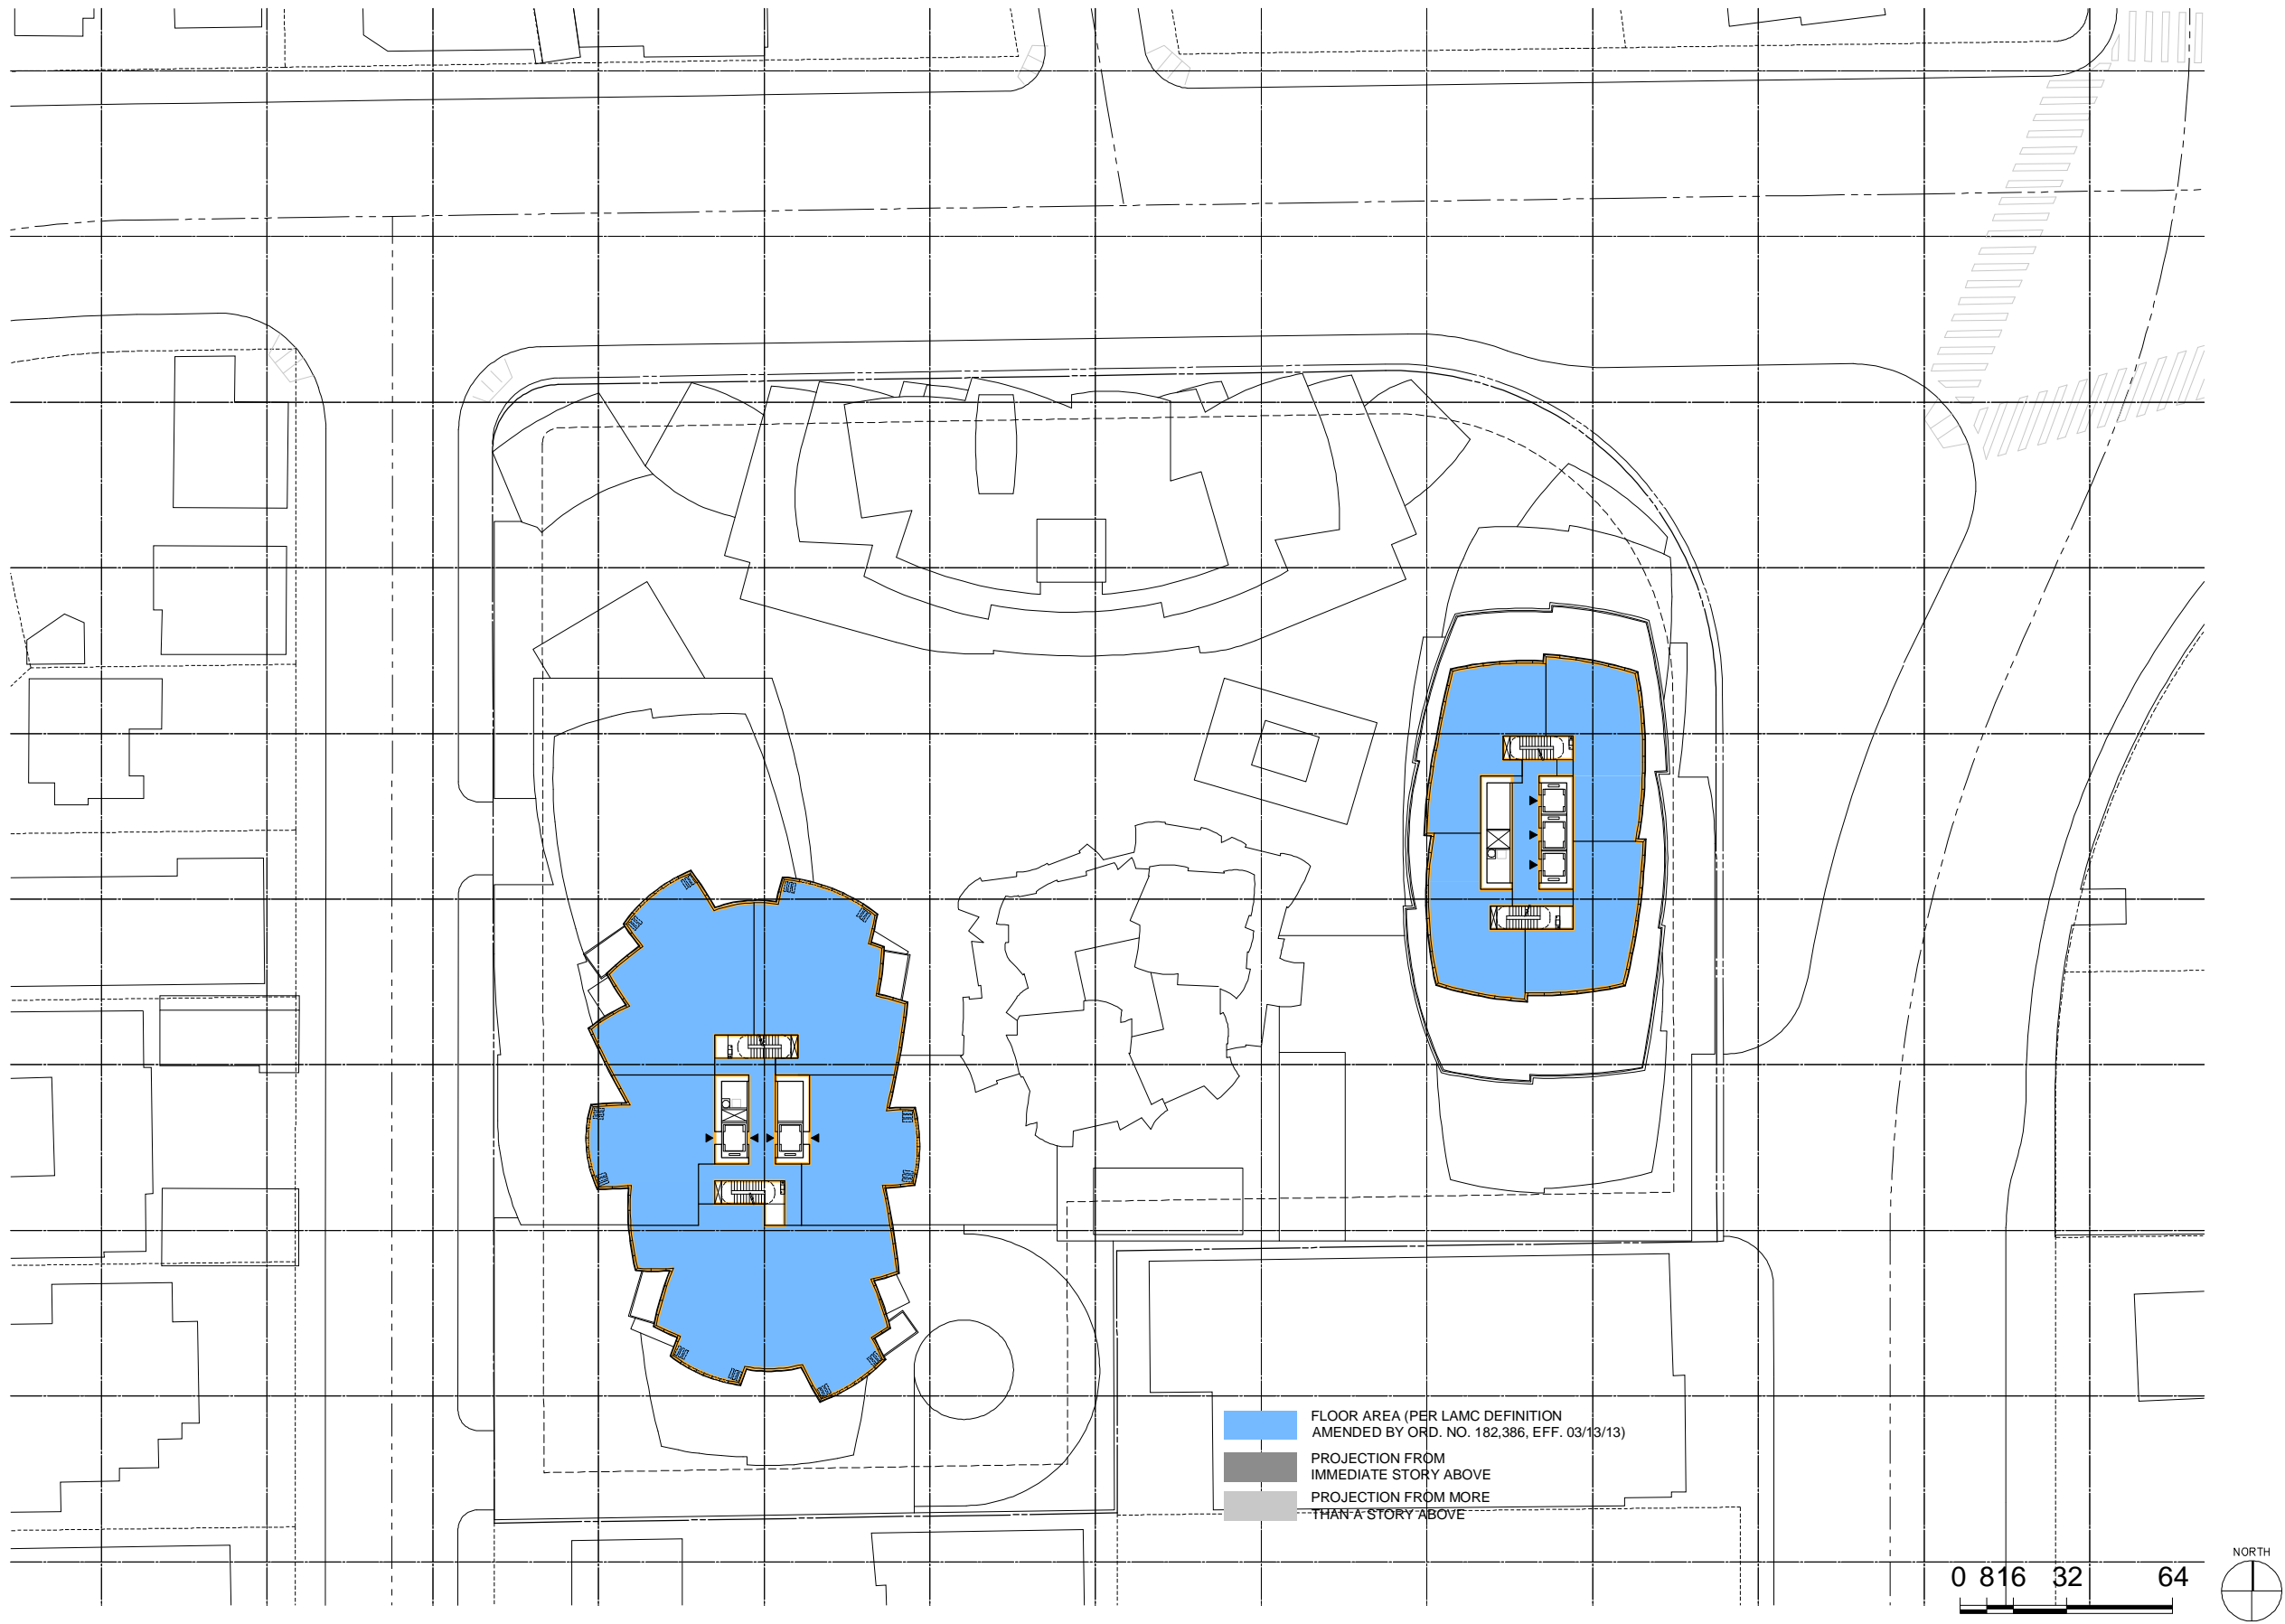 FLOOR AREA (PER LAMC DEFINITION
AMENDED BY ORD. NO. 182,386, EFF. 03/13/13)
PROJECTION FROM
IMMEDIATE STORY ABOVE
PROJECTION FROM MORE
THAN A STORY ABOVE
NORTH
0 8 16 32 64